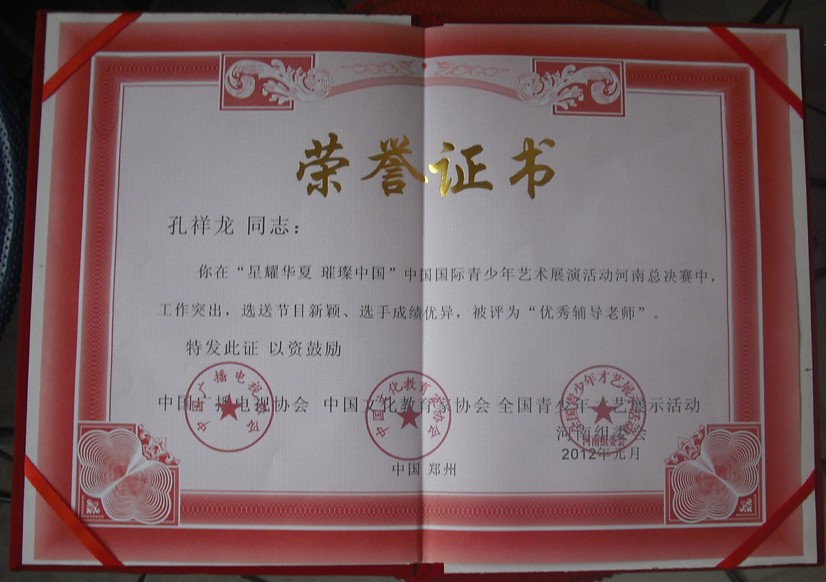 荣誉证书
孔祥龙 同志：
你在“星耀华夏 璀璨中国”中国国际青少年艺术展演活动河南总决赛中，
工作突出，选送节目新颖、选手成绩优异，被评为“优秀辅导老师”。
特发此证 以资鼓励
中国广播电视协会 中国文化教育家协会 全国青少年才艺展示活动
河南组委会
2012年元月
中国 郑州